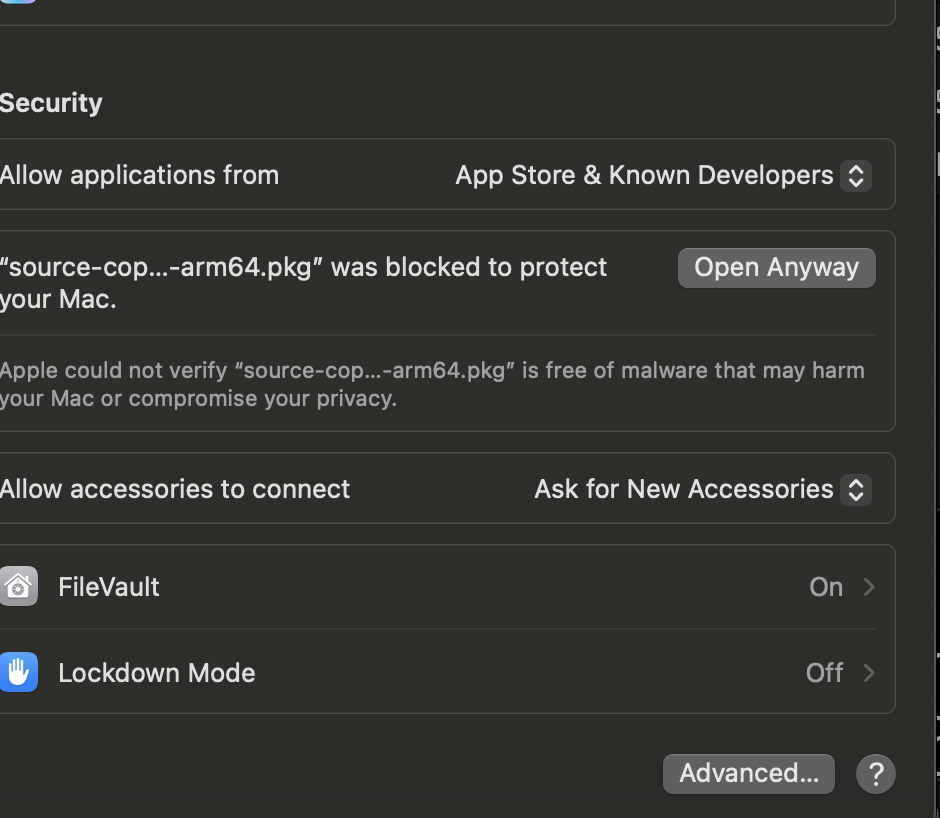 Security
Allow applications from
App Store & Known Developers
“source-cop...-arm64.pkg” was blocked to protect
your Mac.
Open Anyway
Apple could not verify “source-cop...-arm64.pkg” is free of malware that may harm
your Mac or compromise your privacy.
Allow accessories to connect
Ask for New Accessories
FileVault
On
Lockdown Mode
Off
Advanced...
?